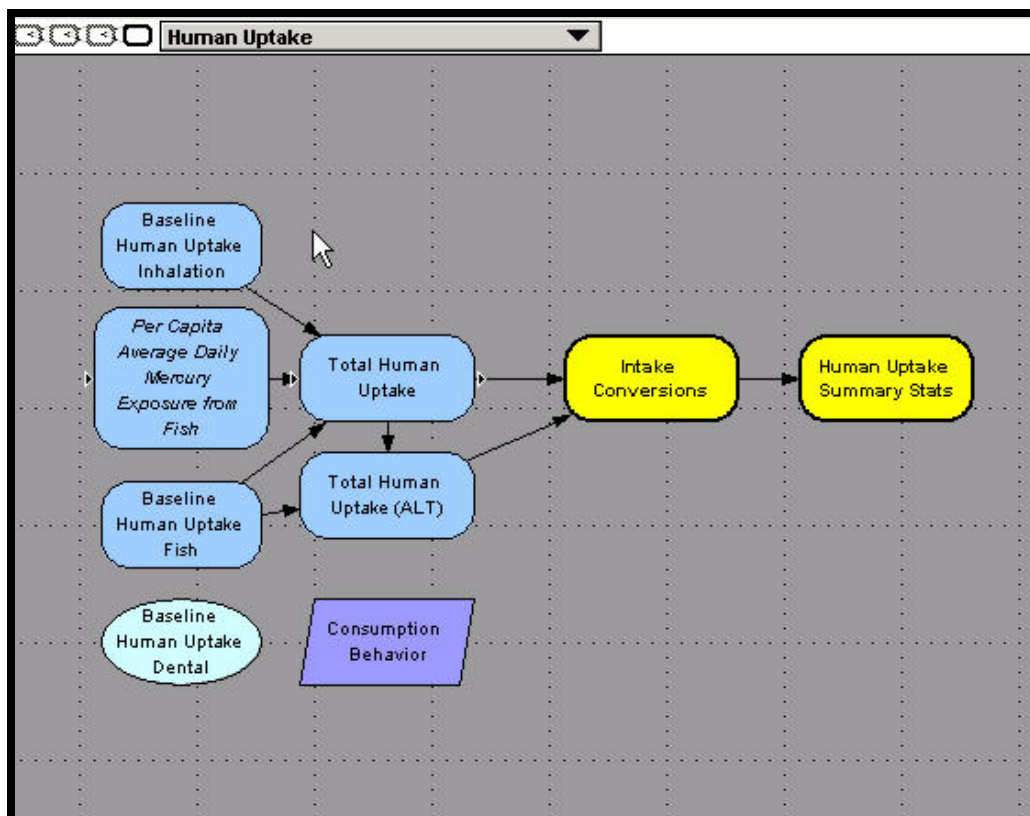 Human Uptake
Baseline
Human Uptake
Inhalation
Per Capita
Average Daily
Mercury
Exposure from
Fish
Total Human
Uptake
Intake
Conversions
Human Uptake
Summary Stats
Baseline
Human Uptake
Fish
Total Human
Uptake (ALT)
Baseline
Human Uptake
Dental
Consumption
Behavior